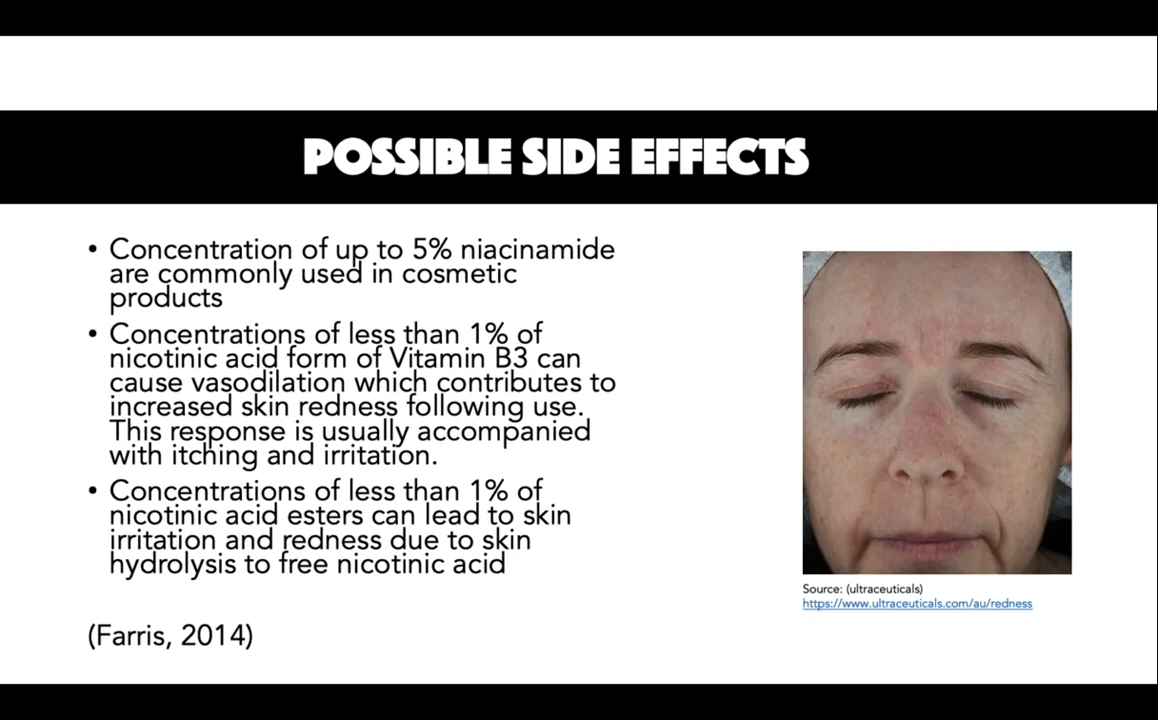 POSSIBLE SIDE EFFECTS
• Concentration of up to 5% niacinamide
are commonly used in cosmetic
products
• Concentrations of less than 1% of
nicotinic acid form of Vitamin B3 can
cause vasodilation which contributes to
increased skin redness following use.
This response is usually accompanied
with itching and irritation.
• Concentrations of less than 1% of
nicotinic acid esters can lead to skin
irritation and redness due to skin
hydrolysis to free nicotinic acid
(Farris, 2014)
Source: (ultraceuticals)
https://www.ultraceuticals.com/au/redness